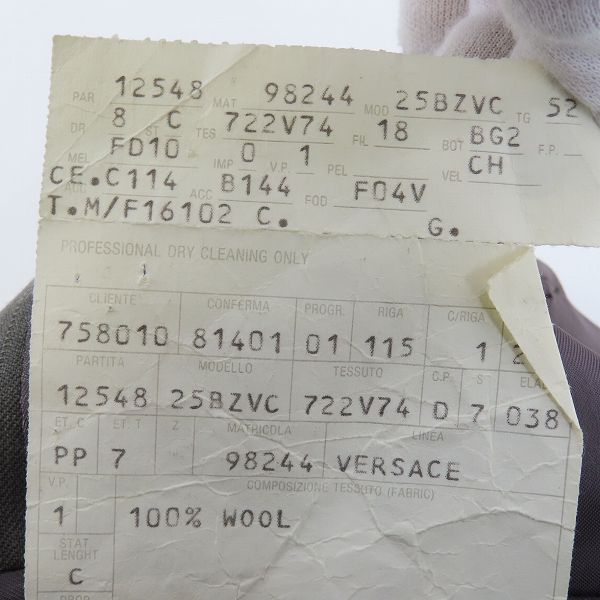 PAR 12548 MAT 98244 MOD 25BZVC TG 52
DR 8 ST C TES 722V74 FIL 18 BOT BG2 F.P.
MEL FD10 IMP 0 V.P. 1 PEL VEL CH
CE.C114 ACC B144 FOD F04V
T.M/F16102 C. G.
PROFESSIONAL DRY CLEANING ONLY
CLIENTE CONFERMA PROGR. RIGA C/RIGA
758010 81401 01 115 1
PARTITA MODELLO TESSUTO C.P. S
12548 25BZVC 722V74 D 7 038
ET. C ET. T Z MATRICOLA LINEA
PP 7 98244 VERSACE
V.P. COMPOSIZIONE TESSUTO (FABRIC)
1 100% WOOL
STAT.
LENGHT
C
DROP